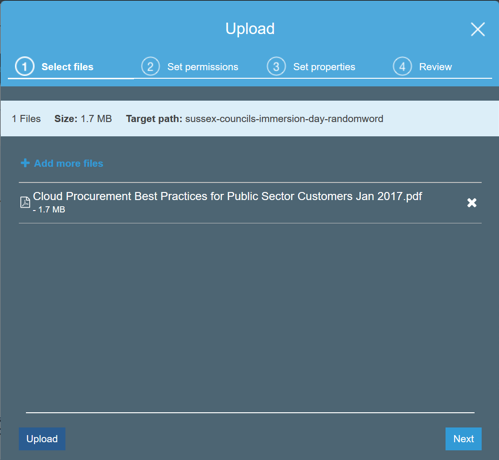 Upload
1 Select files 2 Set permissions 3 Set properties 4 Review
1 Files Size: 1.7 MB Target path: sussex-councils-immersion-day-randomword
+ Add more files
Cloud Procurement Best Practices for Public Sector Customers Jan 2017.pdf
- 1.7 MB
Upload Next